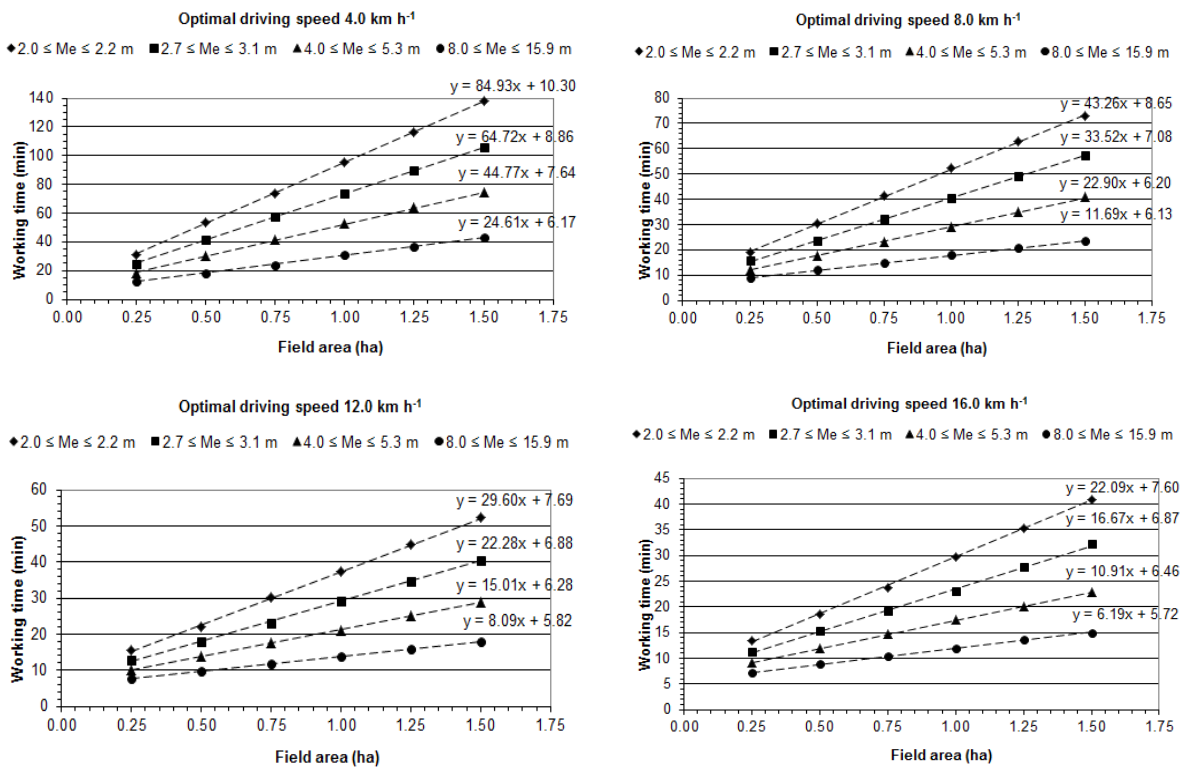 Optimal driving speed 4.0 km h⁻¹
◆ 2.0 ≤ Me ≤ 2.2 m ■ 2.7 ≤ Me ≤ 3.1 m ▲ 4.0 ≤ Me ≤ 5.3 m ● 8.0 ≤ Me ≤ 15.9 m
y = 84.93x + 10.30
y = 64.72x + 8.86
y = 44.77x + 7.64
y = 24.61x + 6.17
140
120
100
80
60
40
20
0
Working time (min)
0.00 0.25 0.50 0.75 1.00 1.25 1.50 1.75
Field area (ha)
Optimal driving speed 8.0 km h⁻¹
◆ 2.0 ≤ Me ≤ 2.2 m ■ 2.7 ≤ Me ≤ 3.1 m ▲ 4.0 ≤ Me ≤ 5.3 m ● 8.0 ≤ Me ≤ 15.9 m
y = 43.26x + 8.65
y = 33.52x + 7.08
y = 22.90x + 6.20
y = 11.69x + 6.13
80
70
60
50
40
30
20
10
0
Working time (min)
0.00 0.25 0.50 0.75 1.00 1.25 1.50 1.75
Field area (ha)
Optimal driving speed 12.0 km h⁻¹
◆ 2.0 ≤ Me ≤ 2.2 m ■ 2.7 ≤ Me ≤ 3.1 m ▲ 4.0 ≤ Me ≤ 5.3 m ● 8.0 ≤ Me ≤ 15.9 m
y = 29.60x + 7.69
y = 22.28x + 6.88
y = 15.01x + 6.28
y = 8.09x + 5.82
60
50
40
30
20
10
0
Working time (min)
0.00 0.25 0.50 0.75 1.00 1.25 1.50 1.75
Field area (ha)
Optimal driving speed 16.0 km h⁻¹
◆ 2.0 ≤ Me ≤ 2.2 m ■ 2.7 ≤ Me ≤ 3.1 m ▲ 4.0 ≤ Me ≤ 5.3 m ● 8.0 ≤ Me ≤ 15.9 m
y = 22.09x + 7.60
y = 16.67x + 6.87
y = 10.91x + 6.46
y = 6.19x + 5.72
45
40
35
30
25
20
15
10
5
0
Working time (min)
0.00 0.25 0.50 0.75 1.00 1.25 1.50 1.75
Field area (ha)